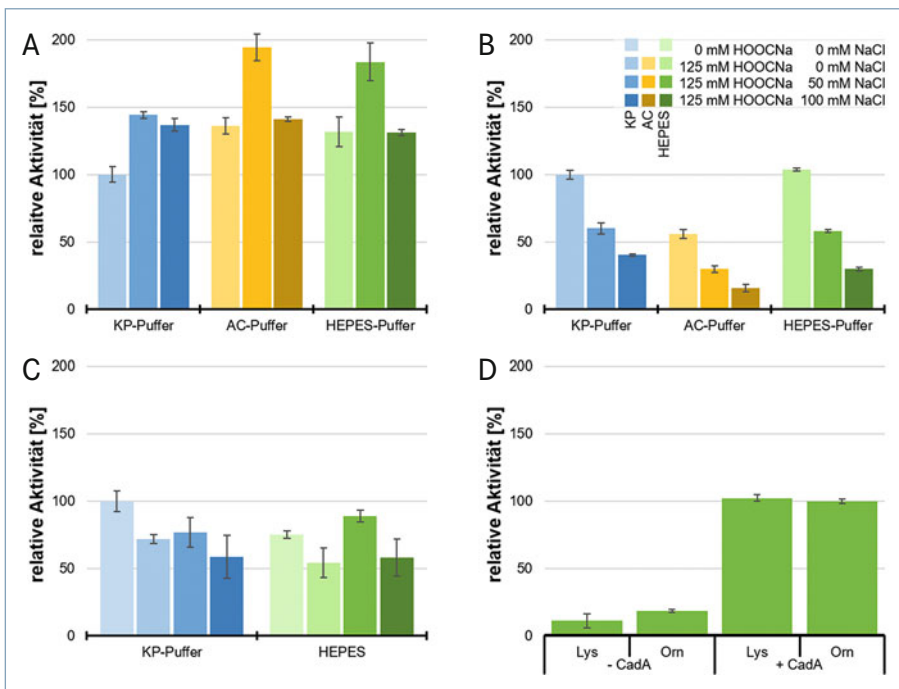 A
relaitve Aktivität [%]
200
150
100
50
0
KP-Puffer
AC-Puffer
HEPES-Puffer
B
relative Aktivität [%]
200
150
100
50
0
0 mM HOOCNa 0 mM NaCl
125 mM HOOCNa 0 mM NaCl
125 mM HOOCNa 50 mM NaCl
125 mM HOOCNa 100 mM NaCl
KP
AC
HEPES
KP-Puffer
AC-Puffer
HEPES-Puffer
C
relative Aktivität [%]
200
150
100
50
0
KP-Puffer
HEPES
D
relative Aktivität [%]
200
150
100
50
0
Lys Orn Lys Orn
- CadA + CadA